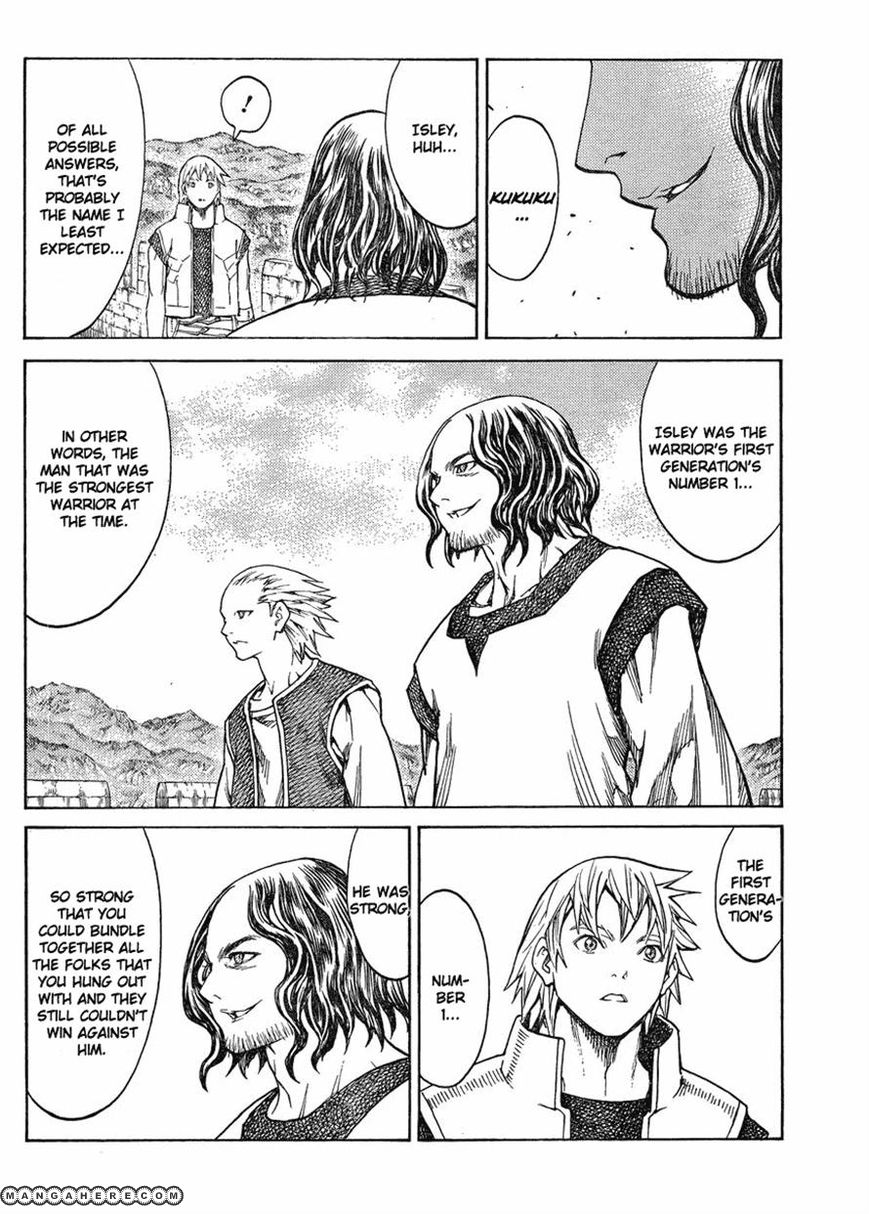 KUKUKU
...
ISLEY,
HUH...
!
OF ALL
POSSIBLE
ANSWERS,
THAT'S
PROBABLY
THE NAME I
LEAST
EXPECTED...
ISLEY WAS THE
WARRIOR'S FIRST
GENERATION'S
NUMBER 1...
IN OTHER
WORDS, THE
MAN THAT WAS
THE STRONGEST
WARRIOR AT
THE TIME.
THE
FIRST
GENERA-
TION'S
NUM-
BER
1...
HE WAS
STRONG,
SO STRONG
THAT YOU
COULD BUNDLE
TOGETHER ALL
THE FOLKS THAT
YOU HUNG OUT
WITH AND THEY
STILL COULDN'T
WIN AGAINST
HIM.
MANGAHERE.COM